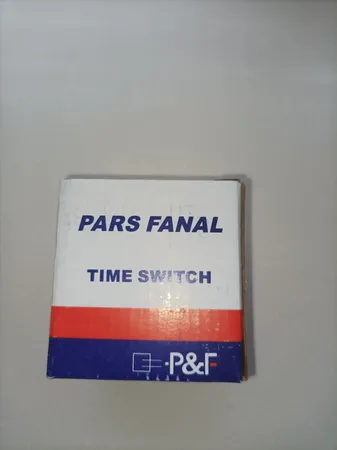 PARS FANAL
TIME SWITCH
P&F